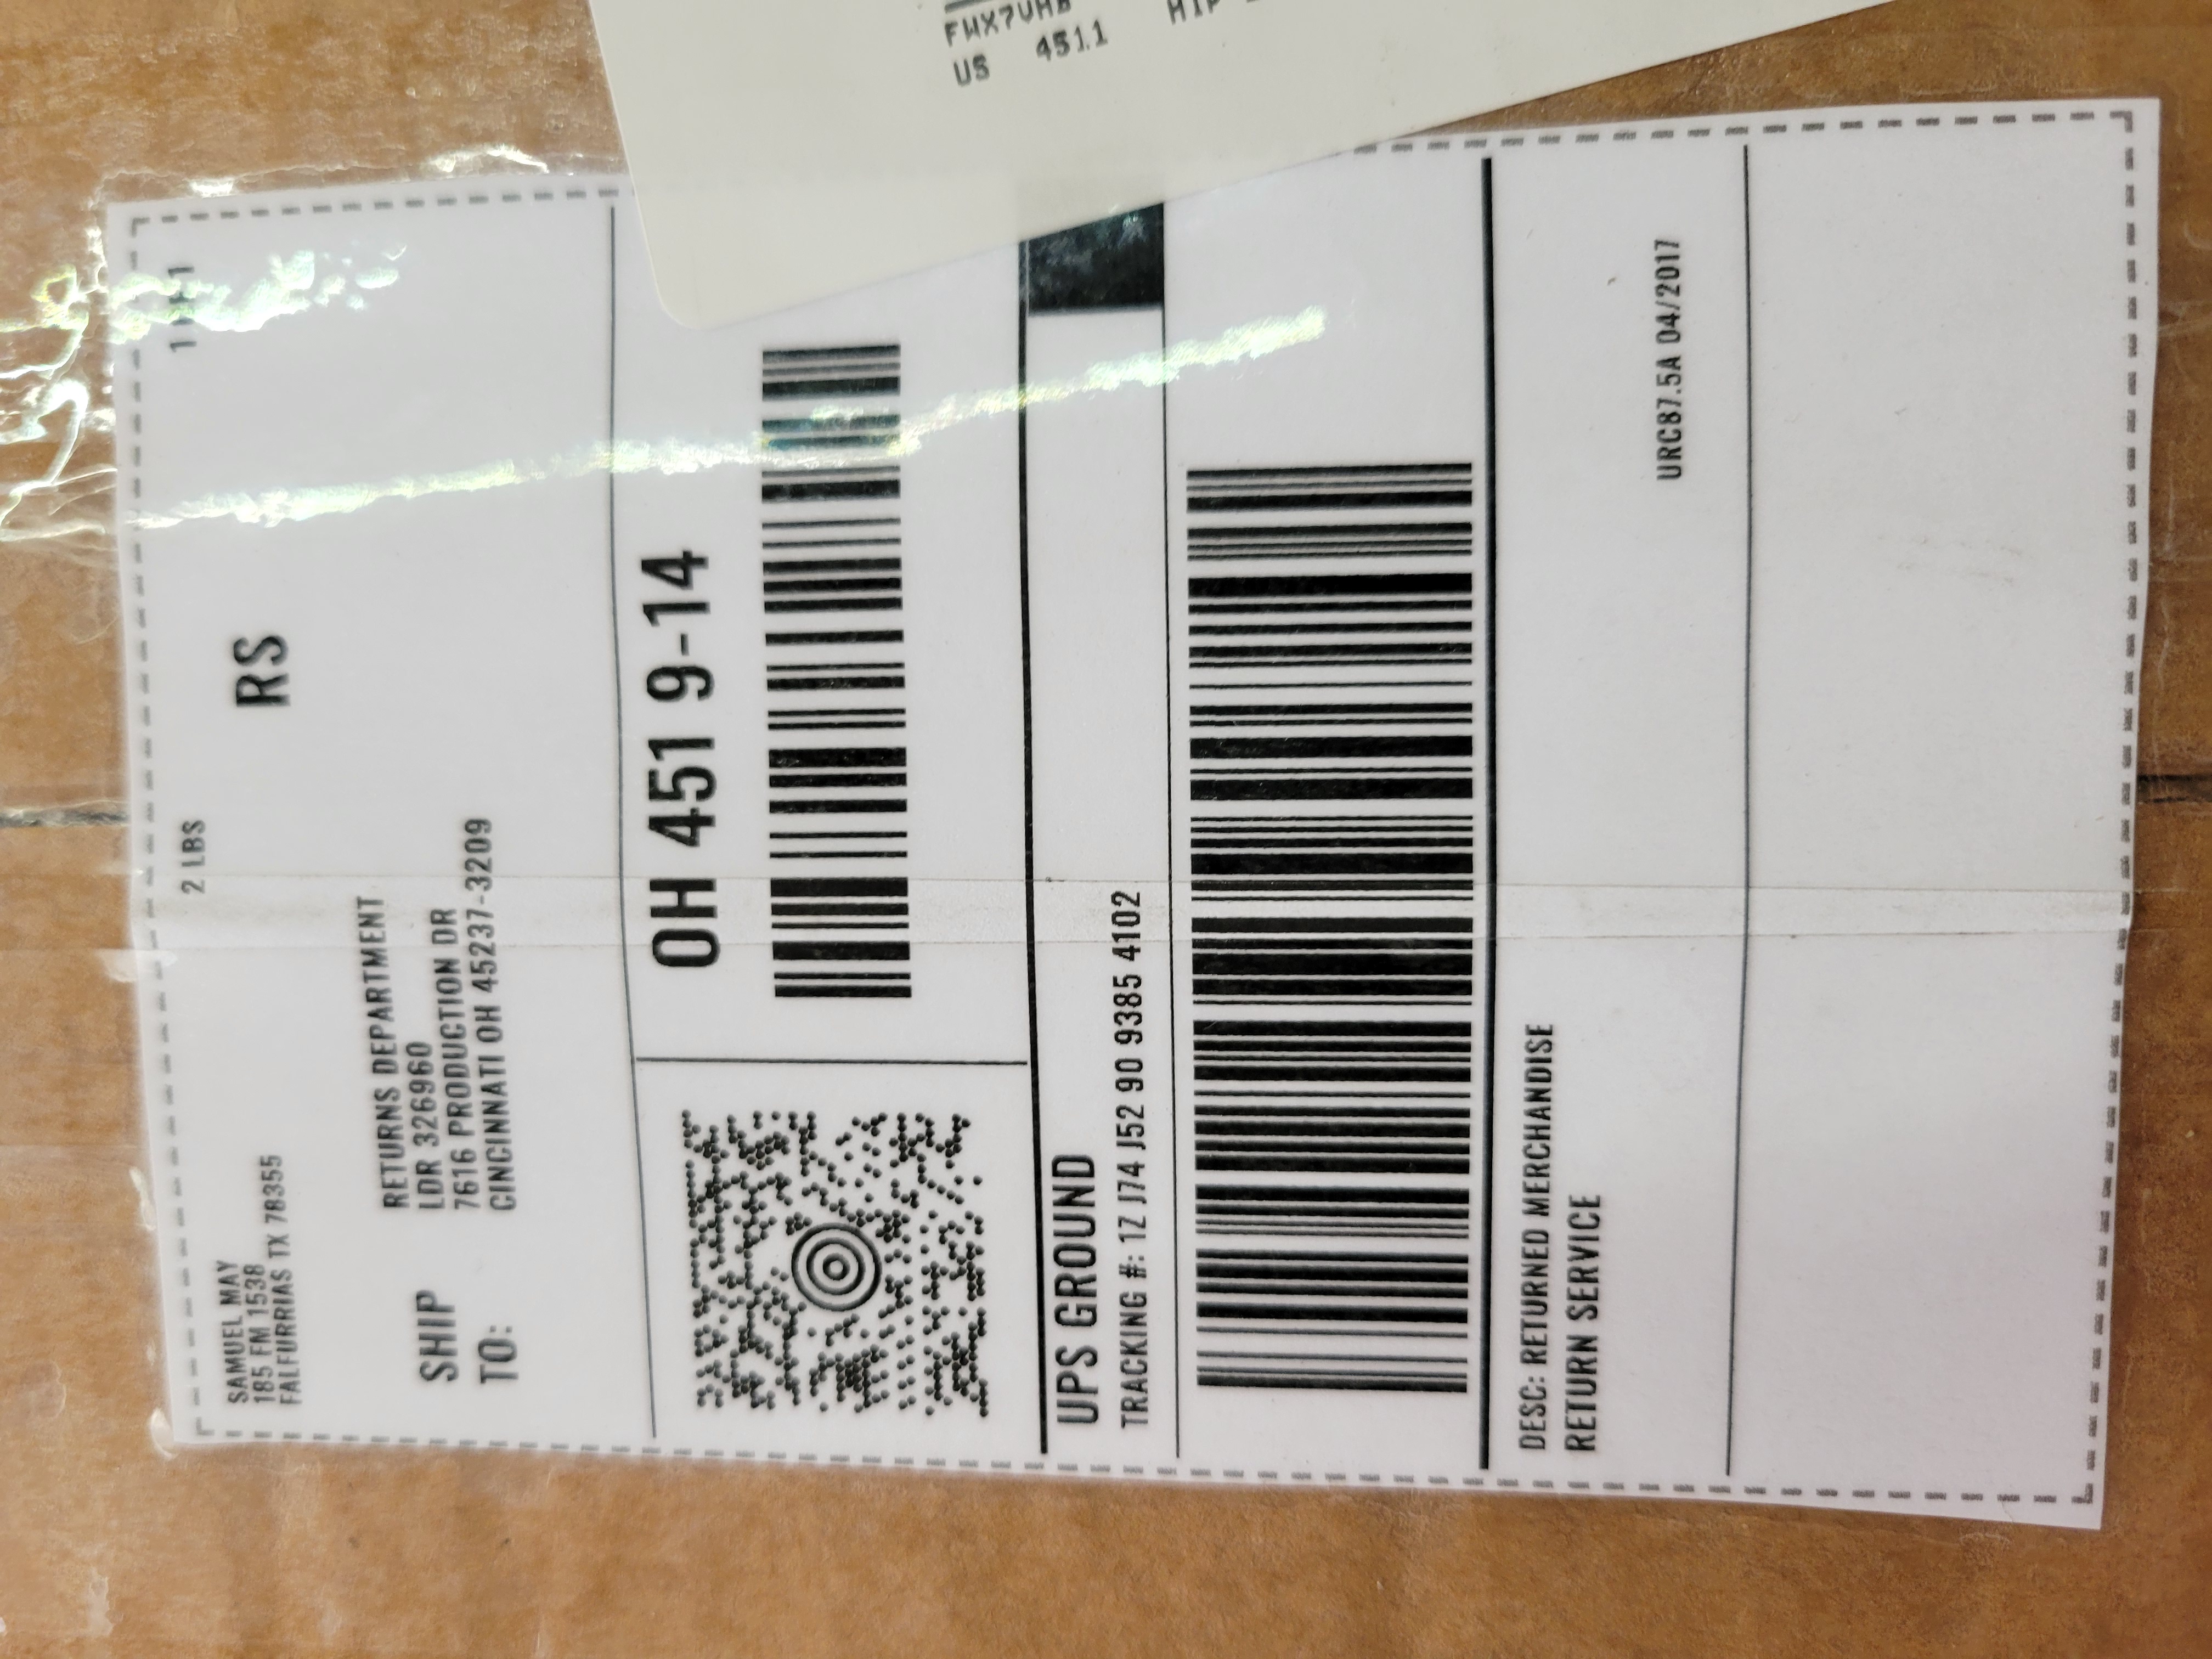 SAMUEL MAY
185 FM 1538
FALFURRIAS TX 78355
2 LBS
RS
SHIP
TO:
RETURNS DEPARTMENT
LDR 326960
7616 PRODUCTION DR
CINCINNATI OH 45237-3209
OH 451 9-14
UPS GROUND
TRACKING #: 1Z J74 J52 90 9385 4102
DESC: RETURNED MERCHANDISE
RETURN SERVICE
URC87.5A 04/2017
US 4511